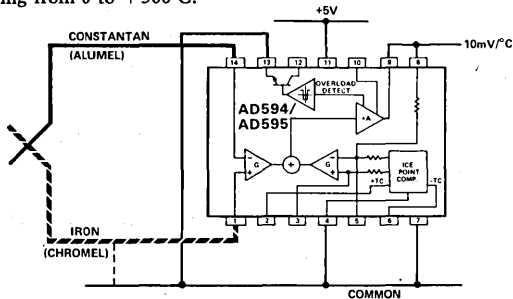 ing from 0 to +300°C.
+5V
CONSTANTAN
(ALUMEL)
10mV/°C
14 13 12 11 10 9 8
OVERLOAD
DETECT
AD594/
AD595
+A
G
+
G
ICE
POINT
COMP.
+TC
-TC
1 2 3 4 5 6 7
IRON
(CHROMEL)
COMMON